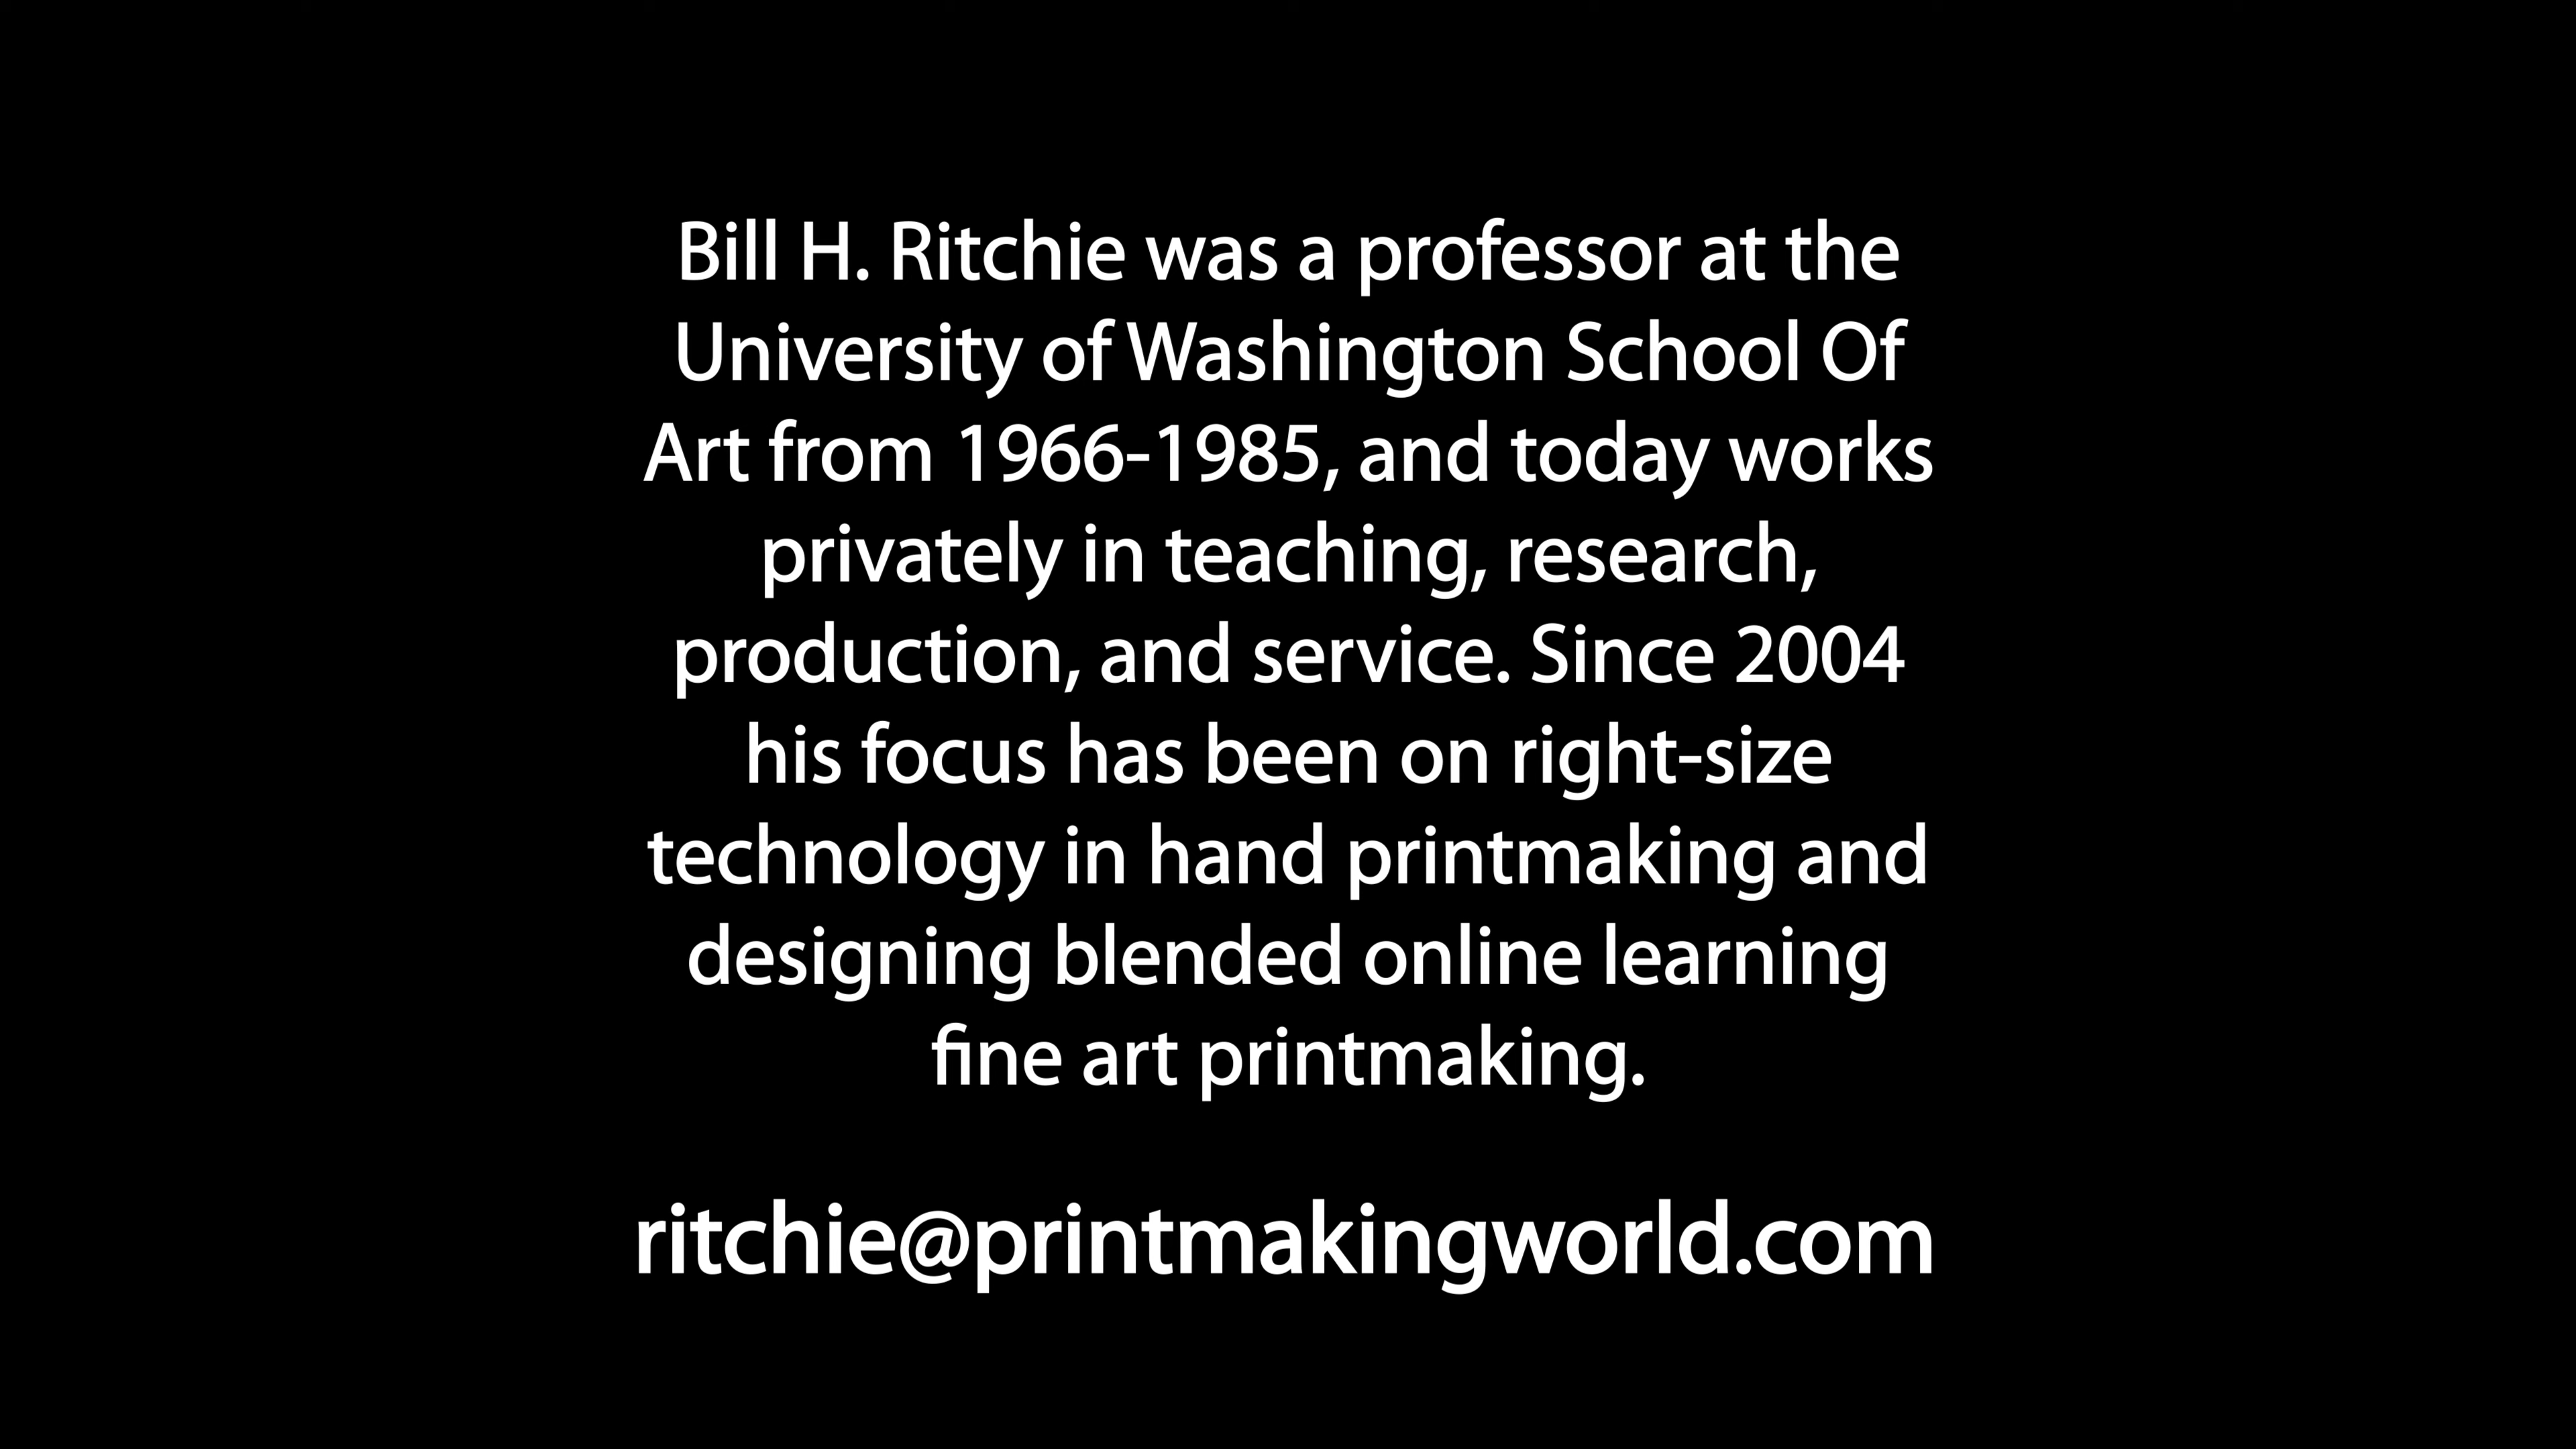 Bill H. Ritchie was a professor at the
University of Washington School Of
Art from 1966-1985, and today works
privately in teaching, research,
production, and service. Since 2004
his focus has been on right-size
technology in hand printmaking and
designing blended online learning
fine art printmaking.
ritchie@printmakingworld.com